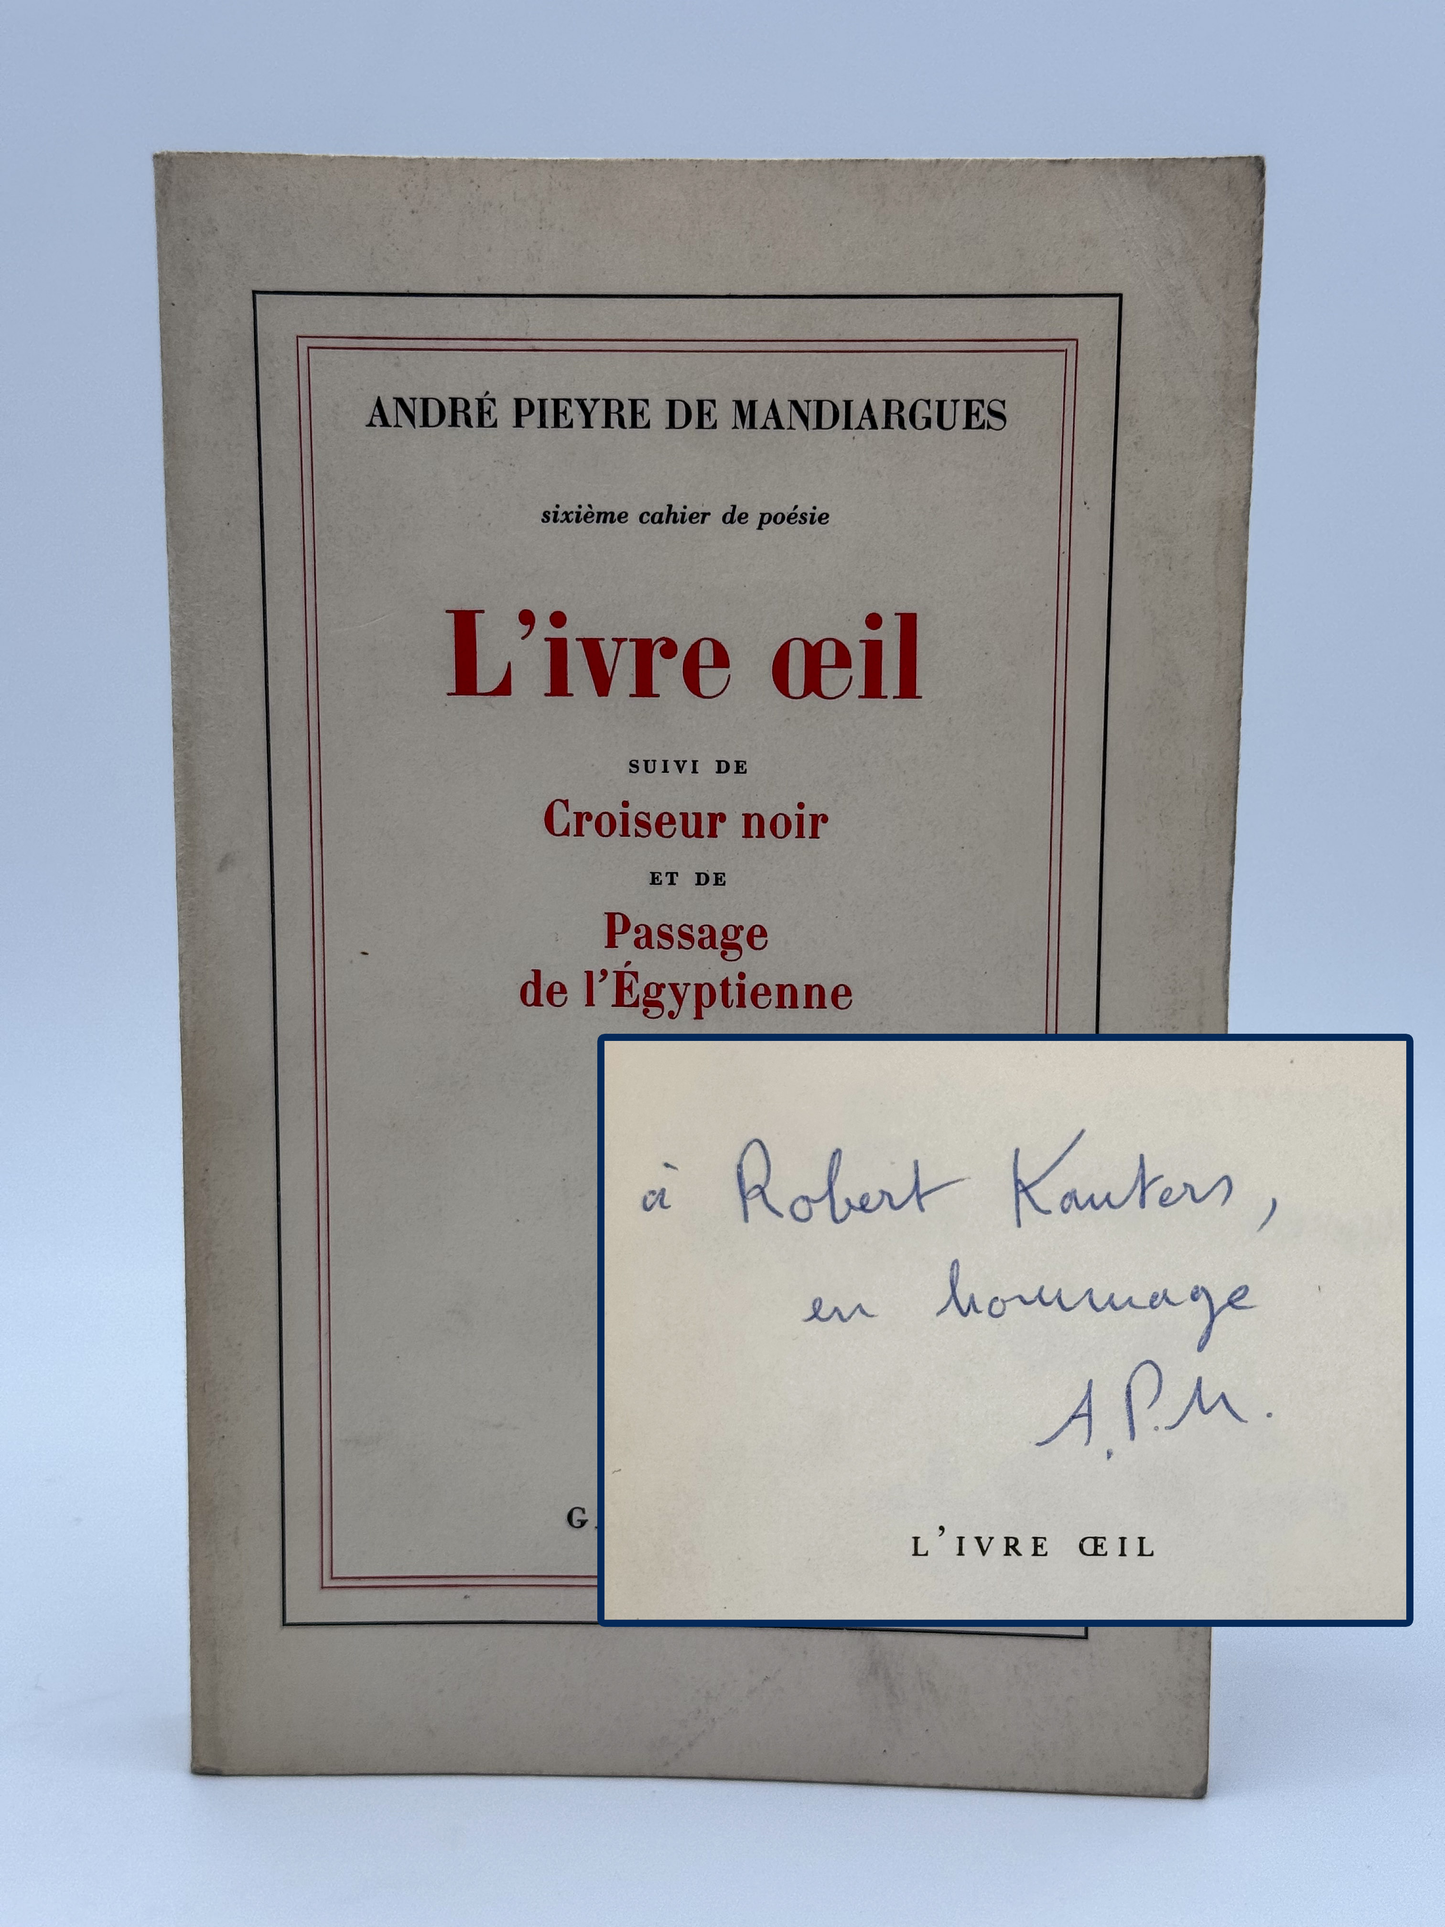 ANDRÉ PIEYRE DE MANDIARGUES
sixième cahier de poésie
L'ivre œil
SUIVI DE
Croiseur noir
ET DE
Passage
de l'Égyptienne
G
à Robert Kanters,
en hommage
A.P.M.
L'IVRE ŒIL